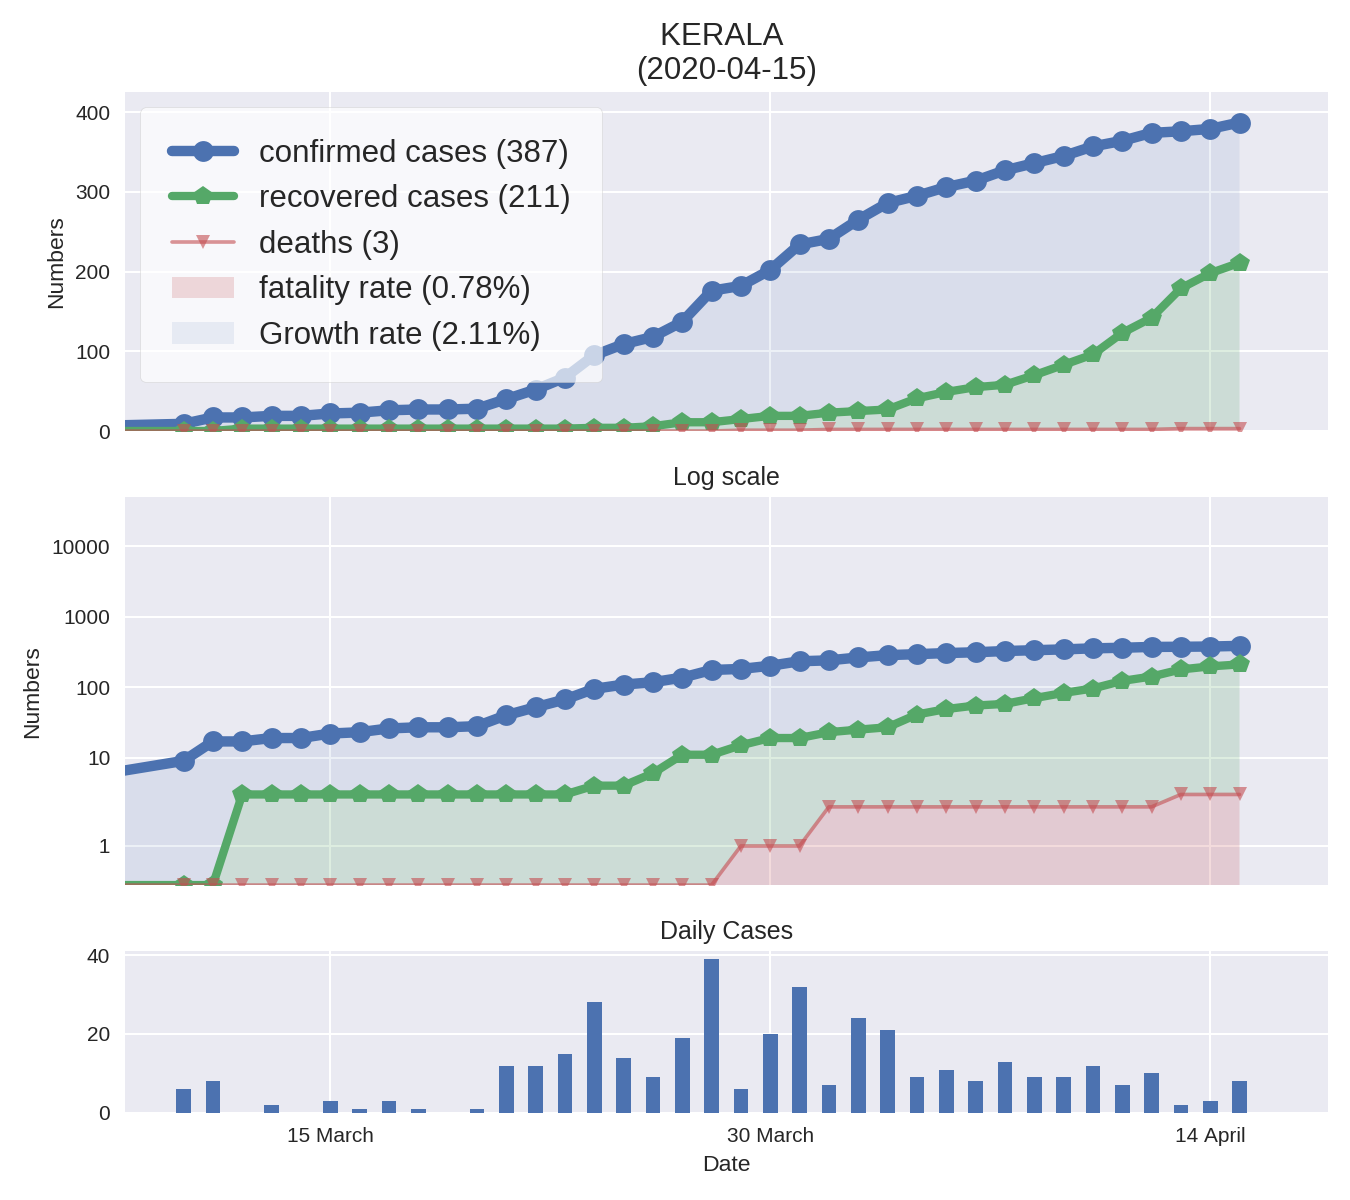 KERALA
(2020-04-15)
400
300
200
100
0
Numbers
confirmed cases (387)
recovered cases (211)
deaths (3)
fatality rate (0.78%)
Growth rate (2.11%)
Log scale
10000
1000
100
10
1
Numbers
Daily Cases
40
20
0
15 March
30 March
14 April
Date